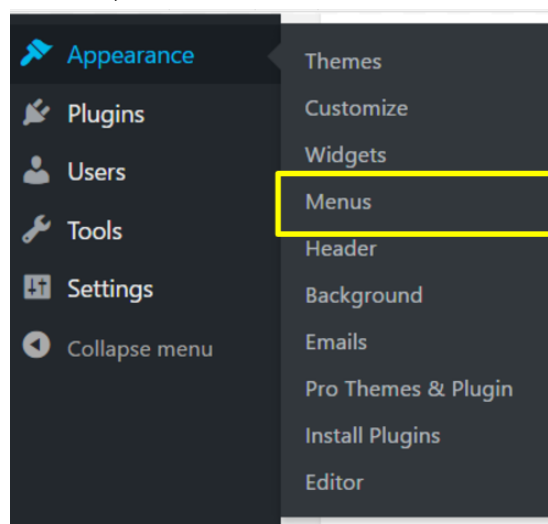 Appearance
Plugins
Users
Tools
Settings
Collapse menu
Themes
Customize
Widgets
Menus
Header
Background
Emails
Pro Themes & Plugin
Install Plugins
Editor